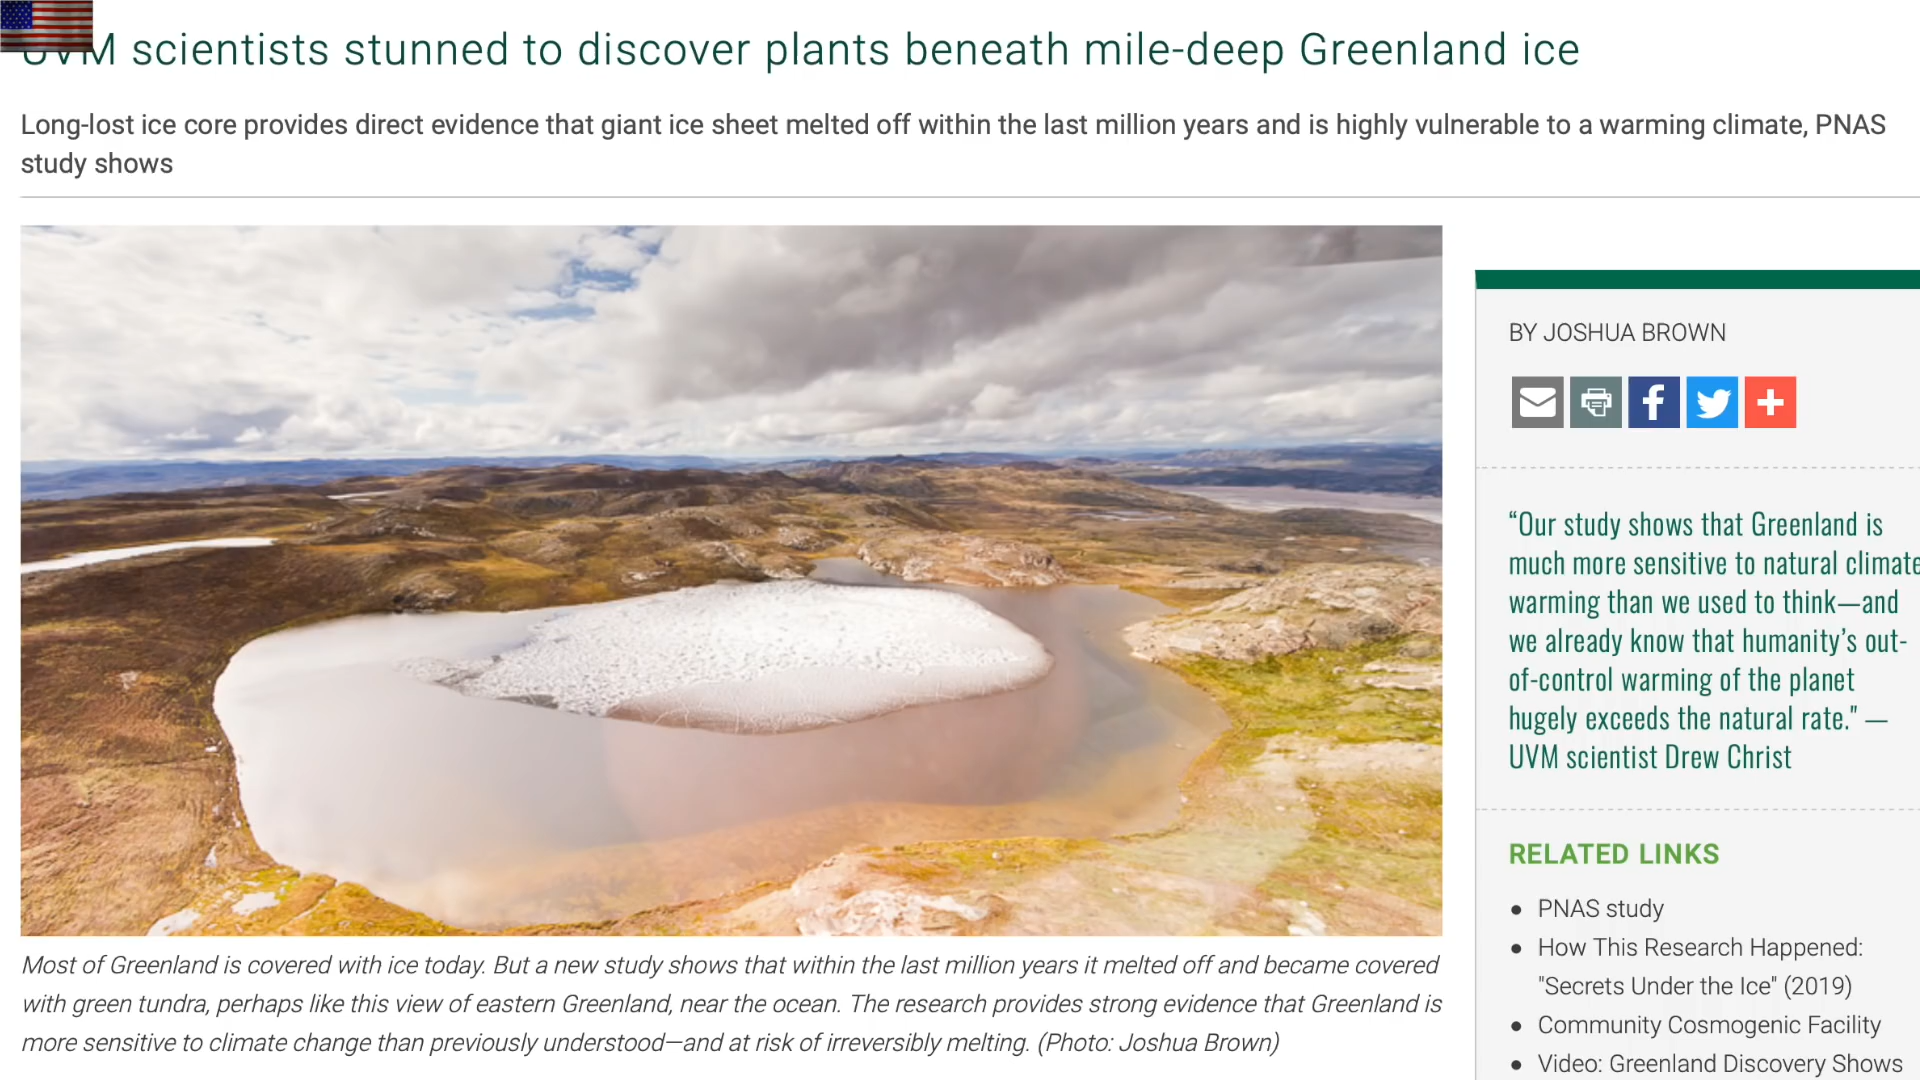 UVM scientists stunned to discover plants beneath mile-deep Greenland ice
Long-lost ice core provides direct evidence that giant ice sheet melted off within the last million years and is highly vulnerable to a warming climate, PNAS
study shows
BY JOSHUA BROWN
“Our study shows that Greenland is
much more sensitive to natural climate
warming than we used to think—and
we already know that humanity’s out-
of-control warming of the planet
hugely exceeds the natural rate." —
UVM scientist Drew Christ
RELATED LINKS
PNAS study
How This Research Happened:
"Secrets Under the Ice" (2019)
Community Cosmogenic Facility
Video: Greenland Discovery Shows
Most of Greenland is covered with ice today. But a new study shows that within the last million years it melted off and became covered
with green tundra, perhaps like this view of eastern Greenland, near the ocean. The research provides strong evidence that Greenland is
more sensitive to climate change than previously understood—and at risk of irreversibly melting. (Photo: Joshua Brown)